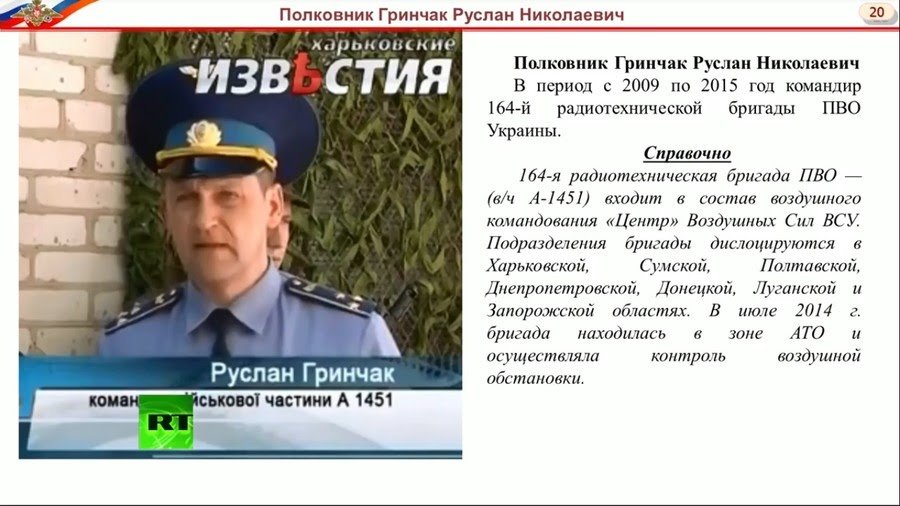 Полковник Гринчак Руслан Николаевич
20
харьковские
ИЗВѢСТИЯ
Руслан Гринчак
ськової частини А 1451
RT
Полковник Гринчак Руслан Николаевич
В период с 2009 по 2015 год командир
164-й радиотехнической бригады ПВО
Украины.
Справочно
164-я радиотехническая бригада ПВО —
(в/ч А-1451) входит в состав воздушного
командования «Центр» Воздушных Сил ВСУ.
Подразделения бригады дислоцируются в
Харьковской, Сумской, Полтавской,
Днепропетровской, Донецкой, Луганской и
Запорожской областях. В июле 2014 г.
бригада находилась в зоне АТО и
осуществляла контроль воздушной
обстановки.